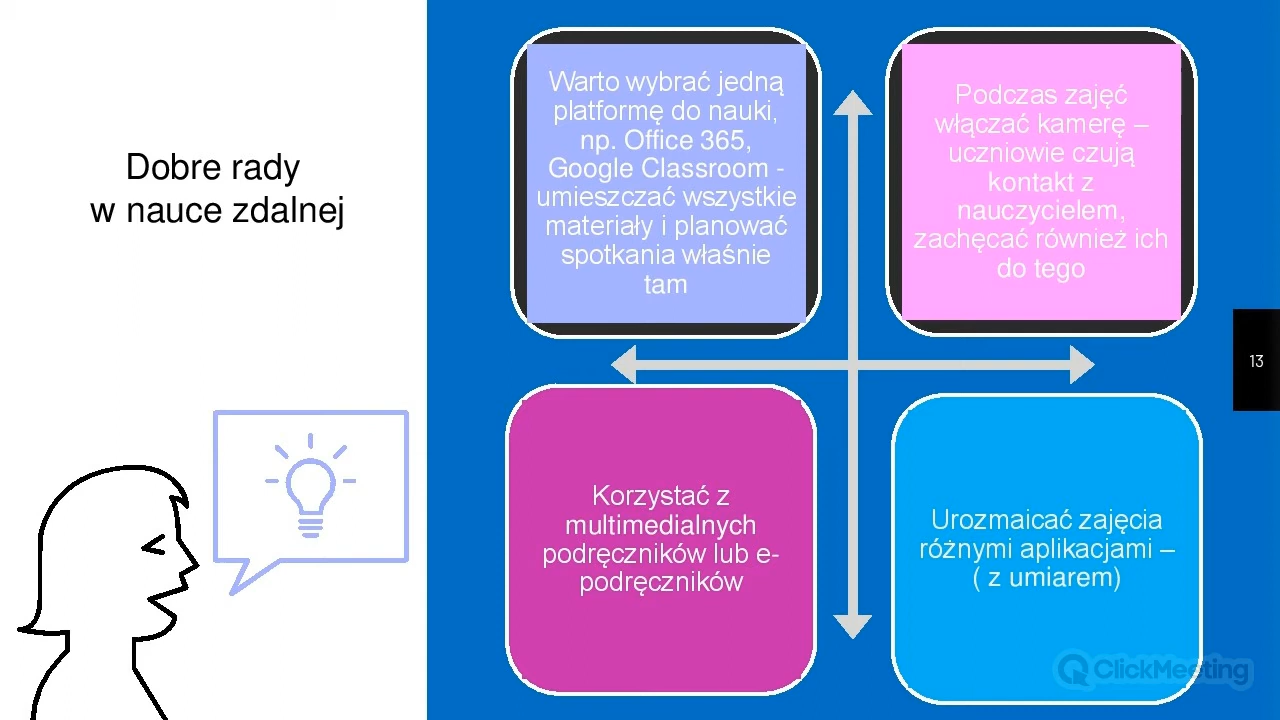 Dobre rady
w nauce zdalnej
Warto wybrać jedną
platformę do nauki,
np. Office 365,
Google Classroom -
umieszczać wszystkie
materiały i planować
spotkania właśnie
tam
Podczas zajęć
włączać kamerę –
uczniowie czują
kontakt z
nauczycielem,
zachęcać również ich
do tego
13
Korzystać z
multimedialnych
podręczników lub e-
podręczników
Urozmaicać zajęcia
różnymi aplikacjami –
( z umiarem)
ClickMeeting